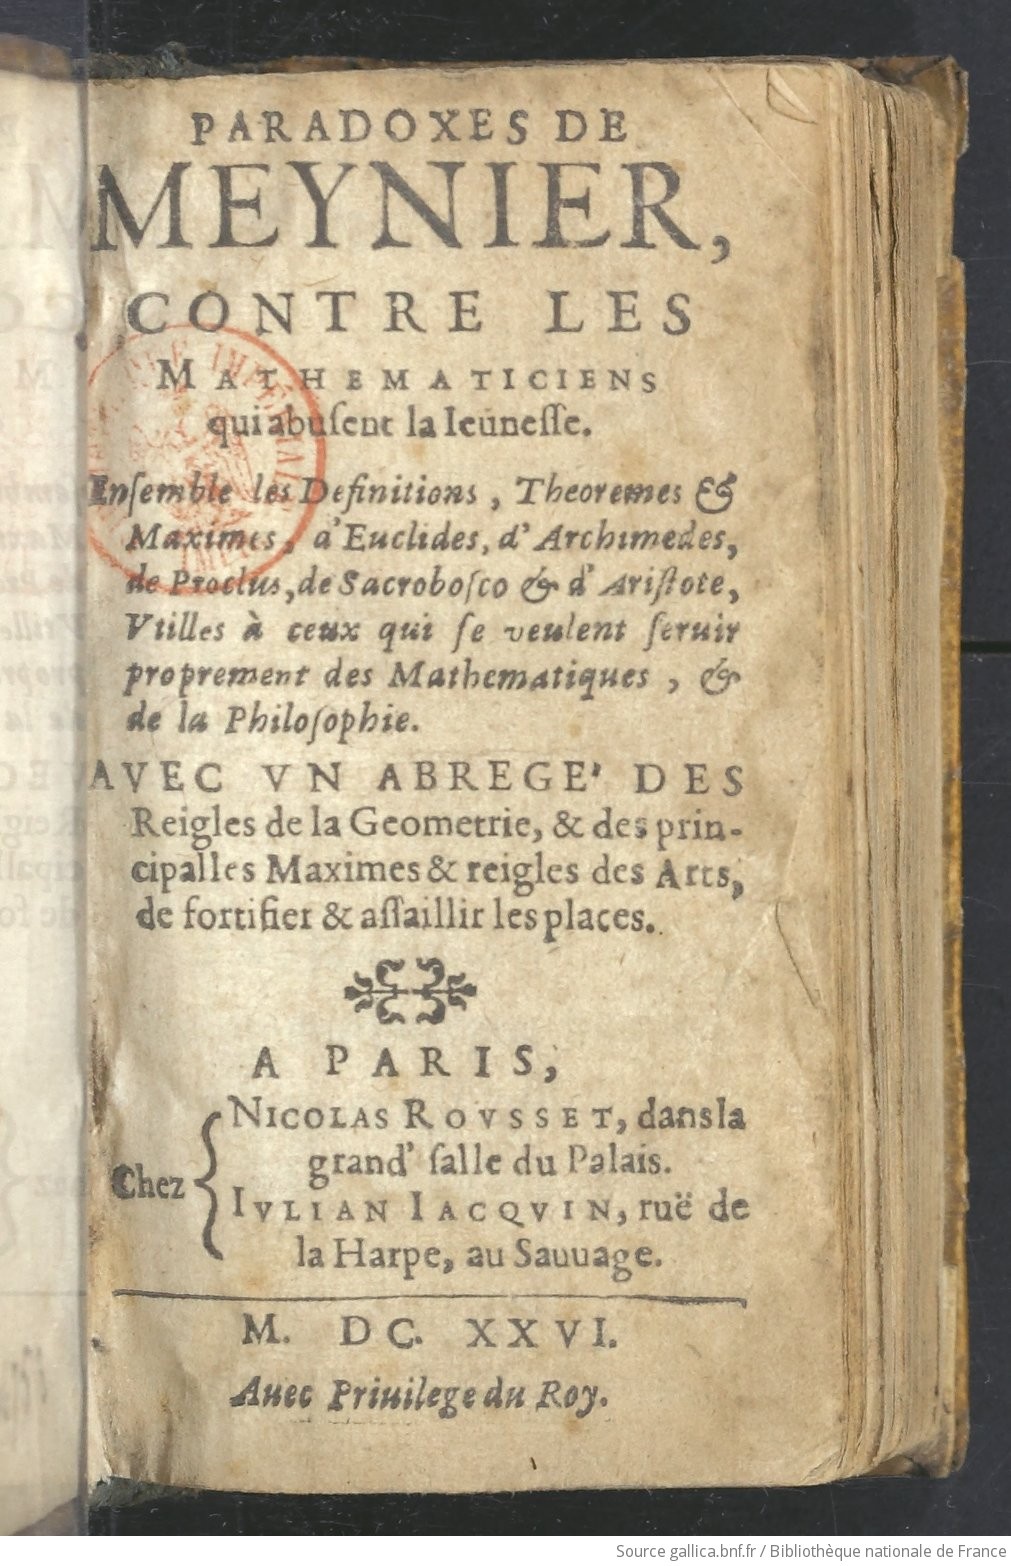 PARADOXES DE
MEYNIER,
CONTRE LES
MATHEMATICIENS
qui abuſent la Ieuneſſe.
Enſemble les Definitions, Theoremes &
Maximes, d'Euclides, d'Archimedes,
de Proclus, de Sacroboſco & d'Ariſtote,
Vtilles à ceux qui ſe veulent ſeruir
proprement des Mathematiques, &
de la Philoſophie.
AVEC VN ABREGE' DES
Reigles de la Geometrie, & des prin-
cipalles Maximes & reigles des Arts,
de fortifier & aſſaillir les places.
A PARIS,
Chez
NICOLAS ROVSSET, dans la
grand' ſalle du Palais.
IVLIAN IACQVIN, ruë de
la Harpe, au Sauuage.
M. DC. XXVI.
Auec Priuilege du Roy.
Source gallica.bnf.fr / Bibliothèque nationale de France